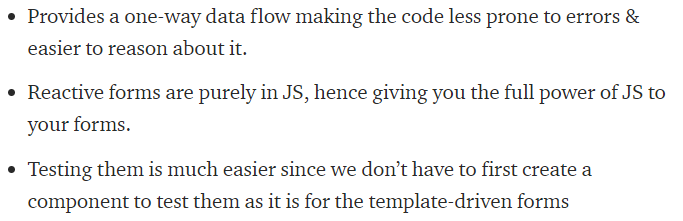 • Provides a one-way data flow making the code less prone to errors &
easier to reason about it.
• Reactive forms are purely in JS, hence giving you the full power of JS to
your forms.
• Testing them is much easier since we don’t have to first create a
component to test them as it is for the template-driven forms